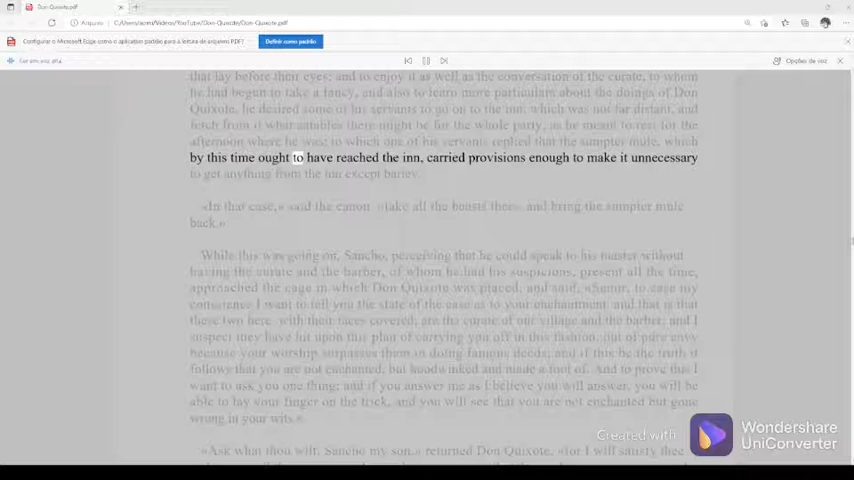 Don-Quixote.pdf
Arquivo
C:/Users/
/Videos/YouTube/Don-Quixote/Don-Quixote.pdf
Configurar o Microsoft Edge como o aplicativo padrão para a leitura de arquivos PDF?
Definir como padrão
Ler em voz alta
Opções de voz
that lay before their eyes; and to enjoy it as well as the conversation of the curate, to whom
he had begun to take a fancy, and also to learn more particulars about the doings of Don
Quixote, he desired some of his servants to go on to the inn, which was not far distant, and
fetch from it what eatables there might be for the whole party, as he meant to rest for the
afternoon where he was; to which one of his servants replied that the sumpter mule, which
by this time ought to have reached the inn, carried provisions enough to make it unnecessary
to get anything from the inn except barley.
«In that case,» said the canon, «take all the beasts there, and bring the sumpter mule
back.»
While this was going on, Sancho, perceiving that he could speak to his master without
having the curate and the barber, of whom he had his suspicions, present all the time,
approached the cage in which Don Quixote was placed, and said, «Senor, to ease my
conscience I want to tell you the state of the case as to your enchantment, and that is that
these two here, with their faces covered, are the curate of our village and the barber; and I
suspect they have hit upon this plan of carrying you off in this fashion, out of pure envy
because your worship surpasses them in doing famous deeds; and if this be the truth it
follows that you are not enchanted, but hoodwinked and made a fool of. And to prove this I
want to ask you one thing; and if you answer me as I believe you will answer, you will be
able to lay your finger on the trick, and you will see that you are not enchanted but gone
wrong in your wits.»
«Ask what thou wilt, Sancho my son,» returned Don Quixote, «for I will satisfy thee
Created with
Wondershare
UniConverter